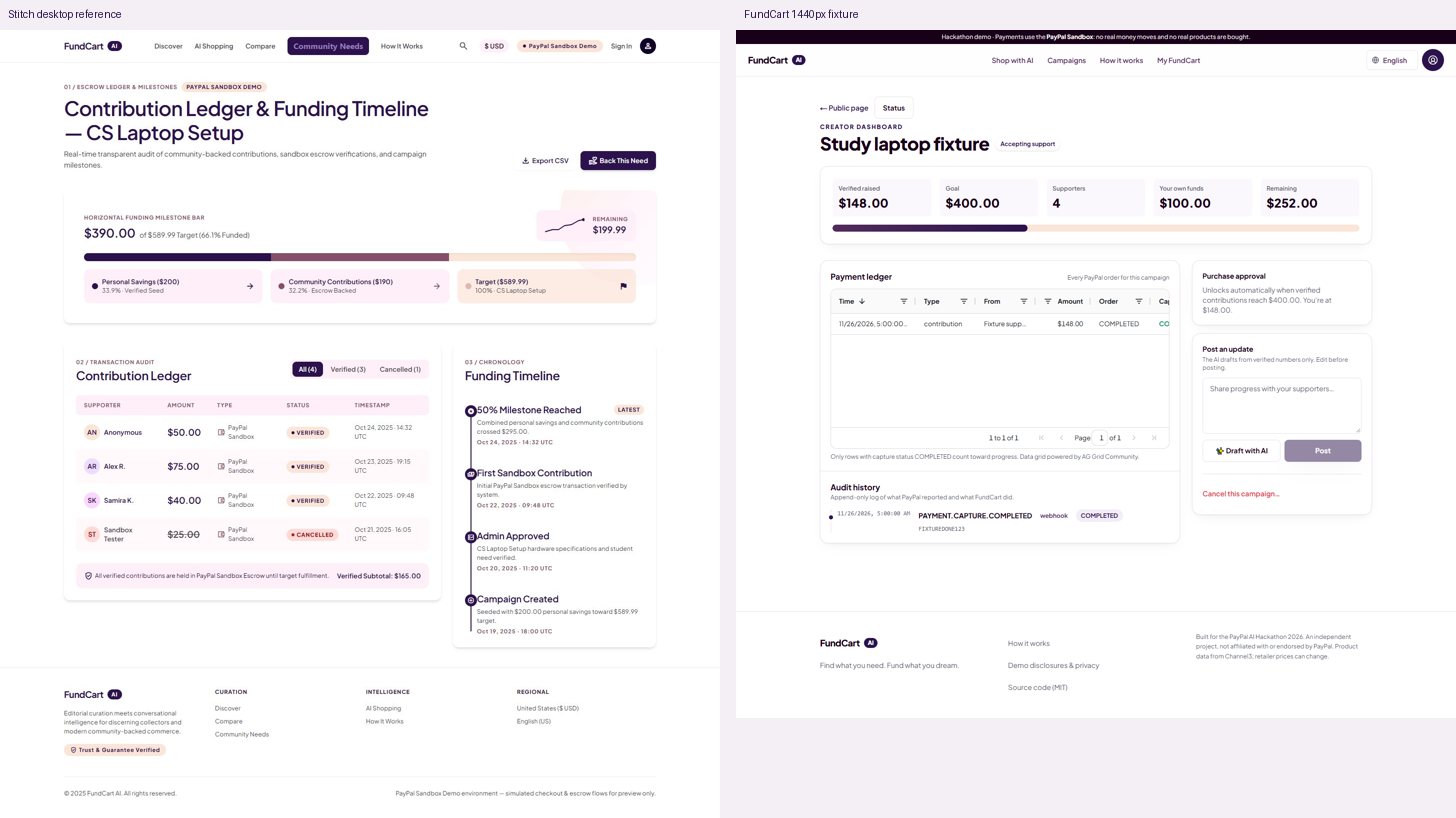 Stitch desktop reference
FundCart AI
Discover
AI Shopping
Compare
Community Needs
How It Works
$ USD
PayPal Sandbox Demo
Sign In
01 / ESCROW LEDGER & MILESTONES
PAYPAL SANDBOX DEMO
Contribution Ledger & Funding Timeline
— CS Laptop Setup
Real-time transparent audit of community-backed contributions, sandbox escrow verifications, and campaign
milestones.
Export CSV
Back This Need
HORIZONTAL FUNDING MILESTONE BAR
$390.00 of $589.99 Target (66.1% Funded)
REMAINING
$199.99
Personal Savings ($200)
33.9% · Verified Seed
Community Contributions ($190)
32.2% · Escrow Backed
Target ($589.99)
100% · CS Laptop Setup
02 / TRANSACTION AUDIT
Contribution Ledger
All (4)
Verified (3)
Cancelled (1)
SUPPORTER AMOUNT TYPE STATUS TIMESTAMP
AN Anonymous $50.00 PayPal Sandbox VERIFIED Oct 24, 2025 · 14:32 UTC
AR Alex R. $75.00 PayPal Sandbox VERIFIED Oct 23, 2025 · 19:15 UTC
SK Samira K. $40.00 PayPal Sandbox VERIFIED Oct 22, 2025 · 09:48 UTC
ST Sandbox Tester $25.00 PayPal Sandbox CANCELLED Oct 21, 2025 · 16:05 UTC
All verified contributions are held in PayPal Sandbox Escrow until target fulfillment.
Verified Subtotal: $165.00
03 / CHRONOLOGY
Funding Timeline
50% Milestone Reached
LATEST
Combined personal savings and community contributions
crossed $295.00.
Oct 24, 2025 · 14:32 UTC
First Sandbox Contribution
Initial PayPal Sandbox escrow transaction verified by
system.
Oct 22, 2025 · 09:48 UTC
Admin Approved
CS Laptop Setup hardware specifications and student
need verified.
Oct 20, 2025 · 11:20 UTC
Campaign Created
Seeded with $200.00 personal savings toward $589.99
target.
Oct 19, 2025 · 18:00 UTC
FundCart AI
Editorial curation meets conversational
intelligence for discerning collectors and
modern community-backed commerce.
Trust & Guarantee Verified
CURATION
Discover
Compare
Community Needs
INTELLIGENCE
AI Shopping
How It Works
REGIONAL
United States ($ USD)
English (US)
© 2025 FundCart AI. All rights reserved.
PayPal Sandbox Demo environment — simulated checkout & escrow flows for preview only.
FundCart 1440px fixture
Hackathon demo · Payments use the PayPal Sandbox: no real money moves and no real products are bought.
FundCart AI
Shop with AI
Campaigns
How it works
My FundCart
English
← Public page
Status
CREATOR DASHBOARD
Study laptop fixture
Accepting support
Verified raised
$148.00
Goal
$400.00
Supporters
4
Your own funds
$100.00
Remaining
$252.00
Payment ledger
Every PayPal order for this campaign
Time Type From Amount Order Cap
11/26/2026, 5:00:00... contribution Fixture supp... $148.00 COMPLETED CO
1 to 1 of 1
Page 1 of 1
Only rows with capture status COMPLETED count toward progress. Data grid powered by AG Grid Community.
Audit history
Append-only log of what PayPal reported and what FundCart did.
11/26/2026, 5:00:00 AM PAYMENT.CAPTURE.COMPLETED webhook COMPLETED
FIXTUREDONE123
Purchase approval
Unlocks automatically when verified
contributions reach $400.00. You're at
$148.00.
Post an update
The AI drafts from verified numbers only. Edit before
posting.
Share progress with your supporters...
Draft with AI
Post
Cancel this campaign...
FundCart AI
Find what you need. Fund what you dream.
How it works
Demo disclosures & privacy
Source code (MIT)
Built for the PayPal AI Hackathon 2026. An independent
project, not affiliated with or endorsed by PayPal. Product
data from Channel3; retailer prices can change.